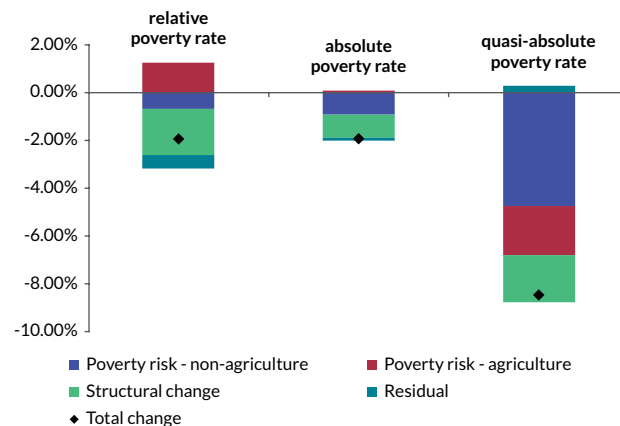 relative
poverty rate
absolute
poverty rate
quasi-absolute
poverty rate
2.00%
0.00%
-2.00%
-4.00%
-6.00%
-8.00%
-10.00%
Poverty risk - non-agriculture
Poverty risk - agriculture
Structural change
Residual
Total change